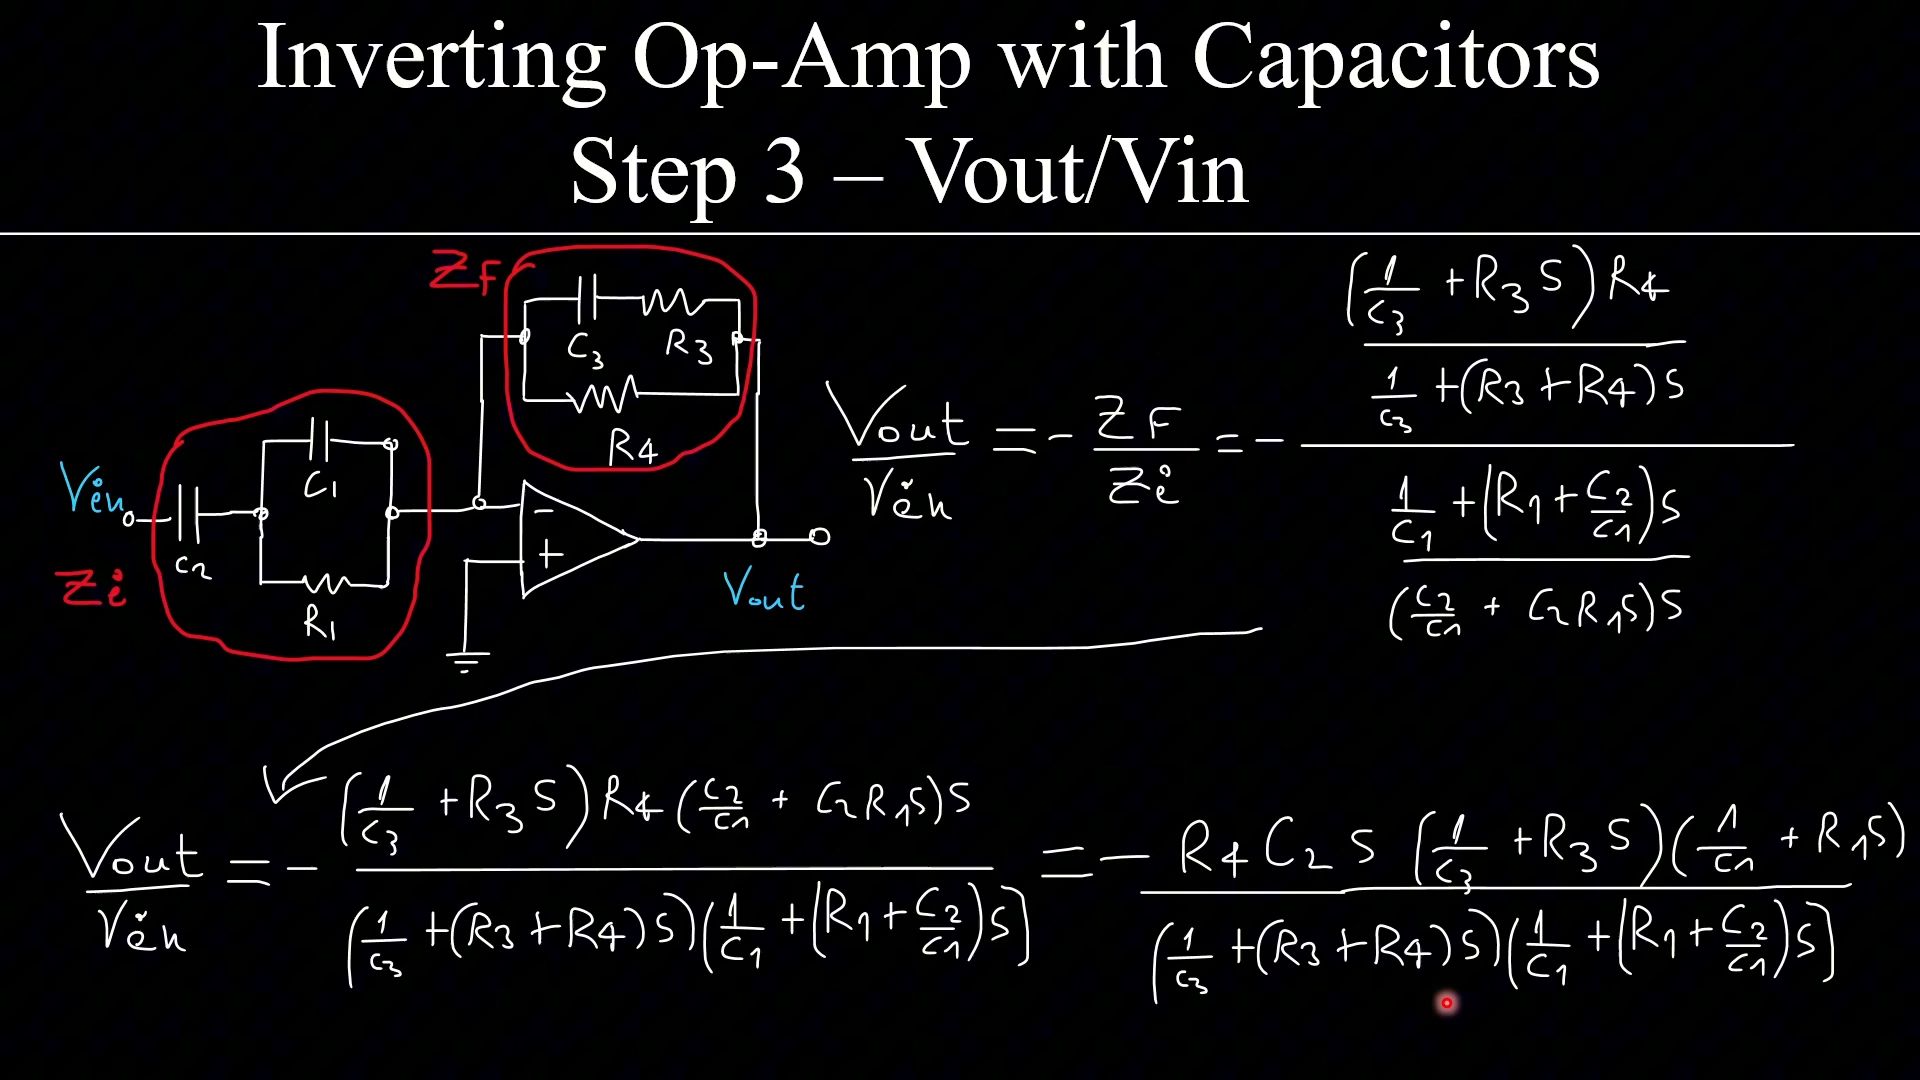 Inverting Op-Amp with Capacitors
Step 3 – Vout/Vin
ZF
C3 R3
R4
Vin
C2
C1
R1
Zi
- +
Vout
Vout/Vin = - ZF/Zi = - [(1/C3 + R3 S) R4 / (1/C3 + (R3 + R4) S)] / [(1/C1 + (R1 + C2/C1) S) / ((C2/C1 + C2 R1 S) S)]
Vout/Vin = - (1/C3 + R3 S) R4 (C2/C1 + C2 R1 S) S / (1/C3 + (R3 + R4) S)(1/C1 + (R1 + C2/C1) S) = - R4 C2 S (1/C3 + R3 S)(1/C1 + R1 S) / (1/C3 + (R3 + R4) S)(1/C1 + (R1 + C2/C1) S)